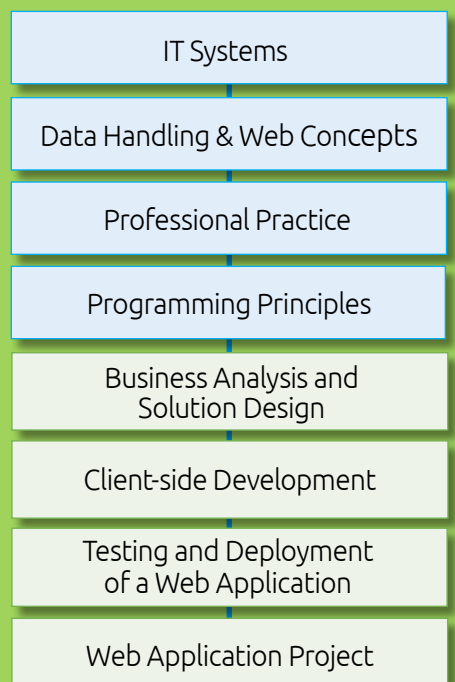 IT Systems
Data Handling & Web Concepts
Professional Practice
Programming Principles
Business Analysis and
Solution Design
Client-side Development
Testing and Deployment
of a Web Application
Web Application Project